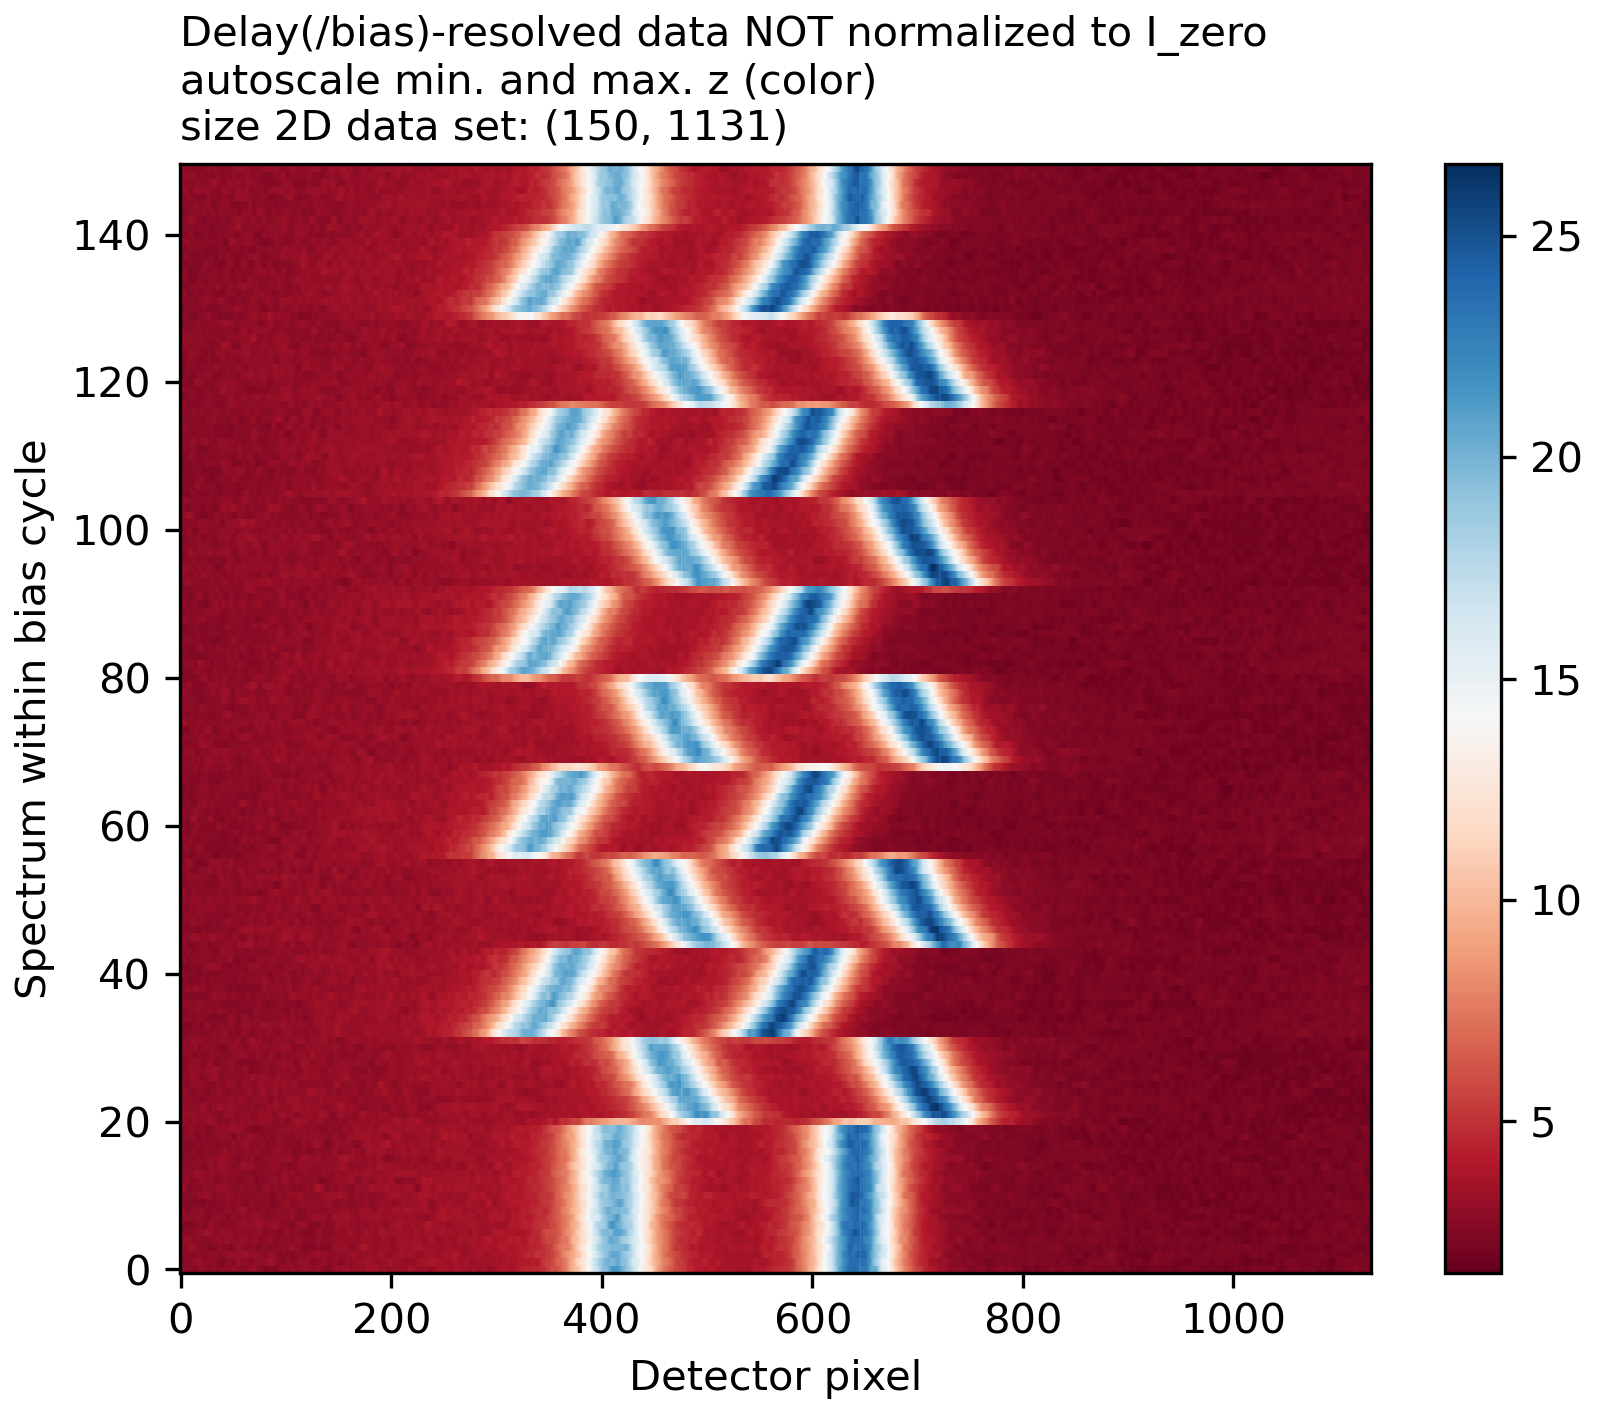 Delay(/bias)-resolved data NOT normalized to I_zero
autoscale min. and max. z (color)
size 2D data set: (150, 1131)
140
120
100
80
60
40
20
0
Spectrum within bias cycle
0 200 400 600 800 1000
Detector pixel
25
20
15
10
5